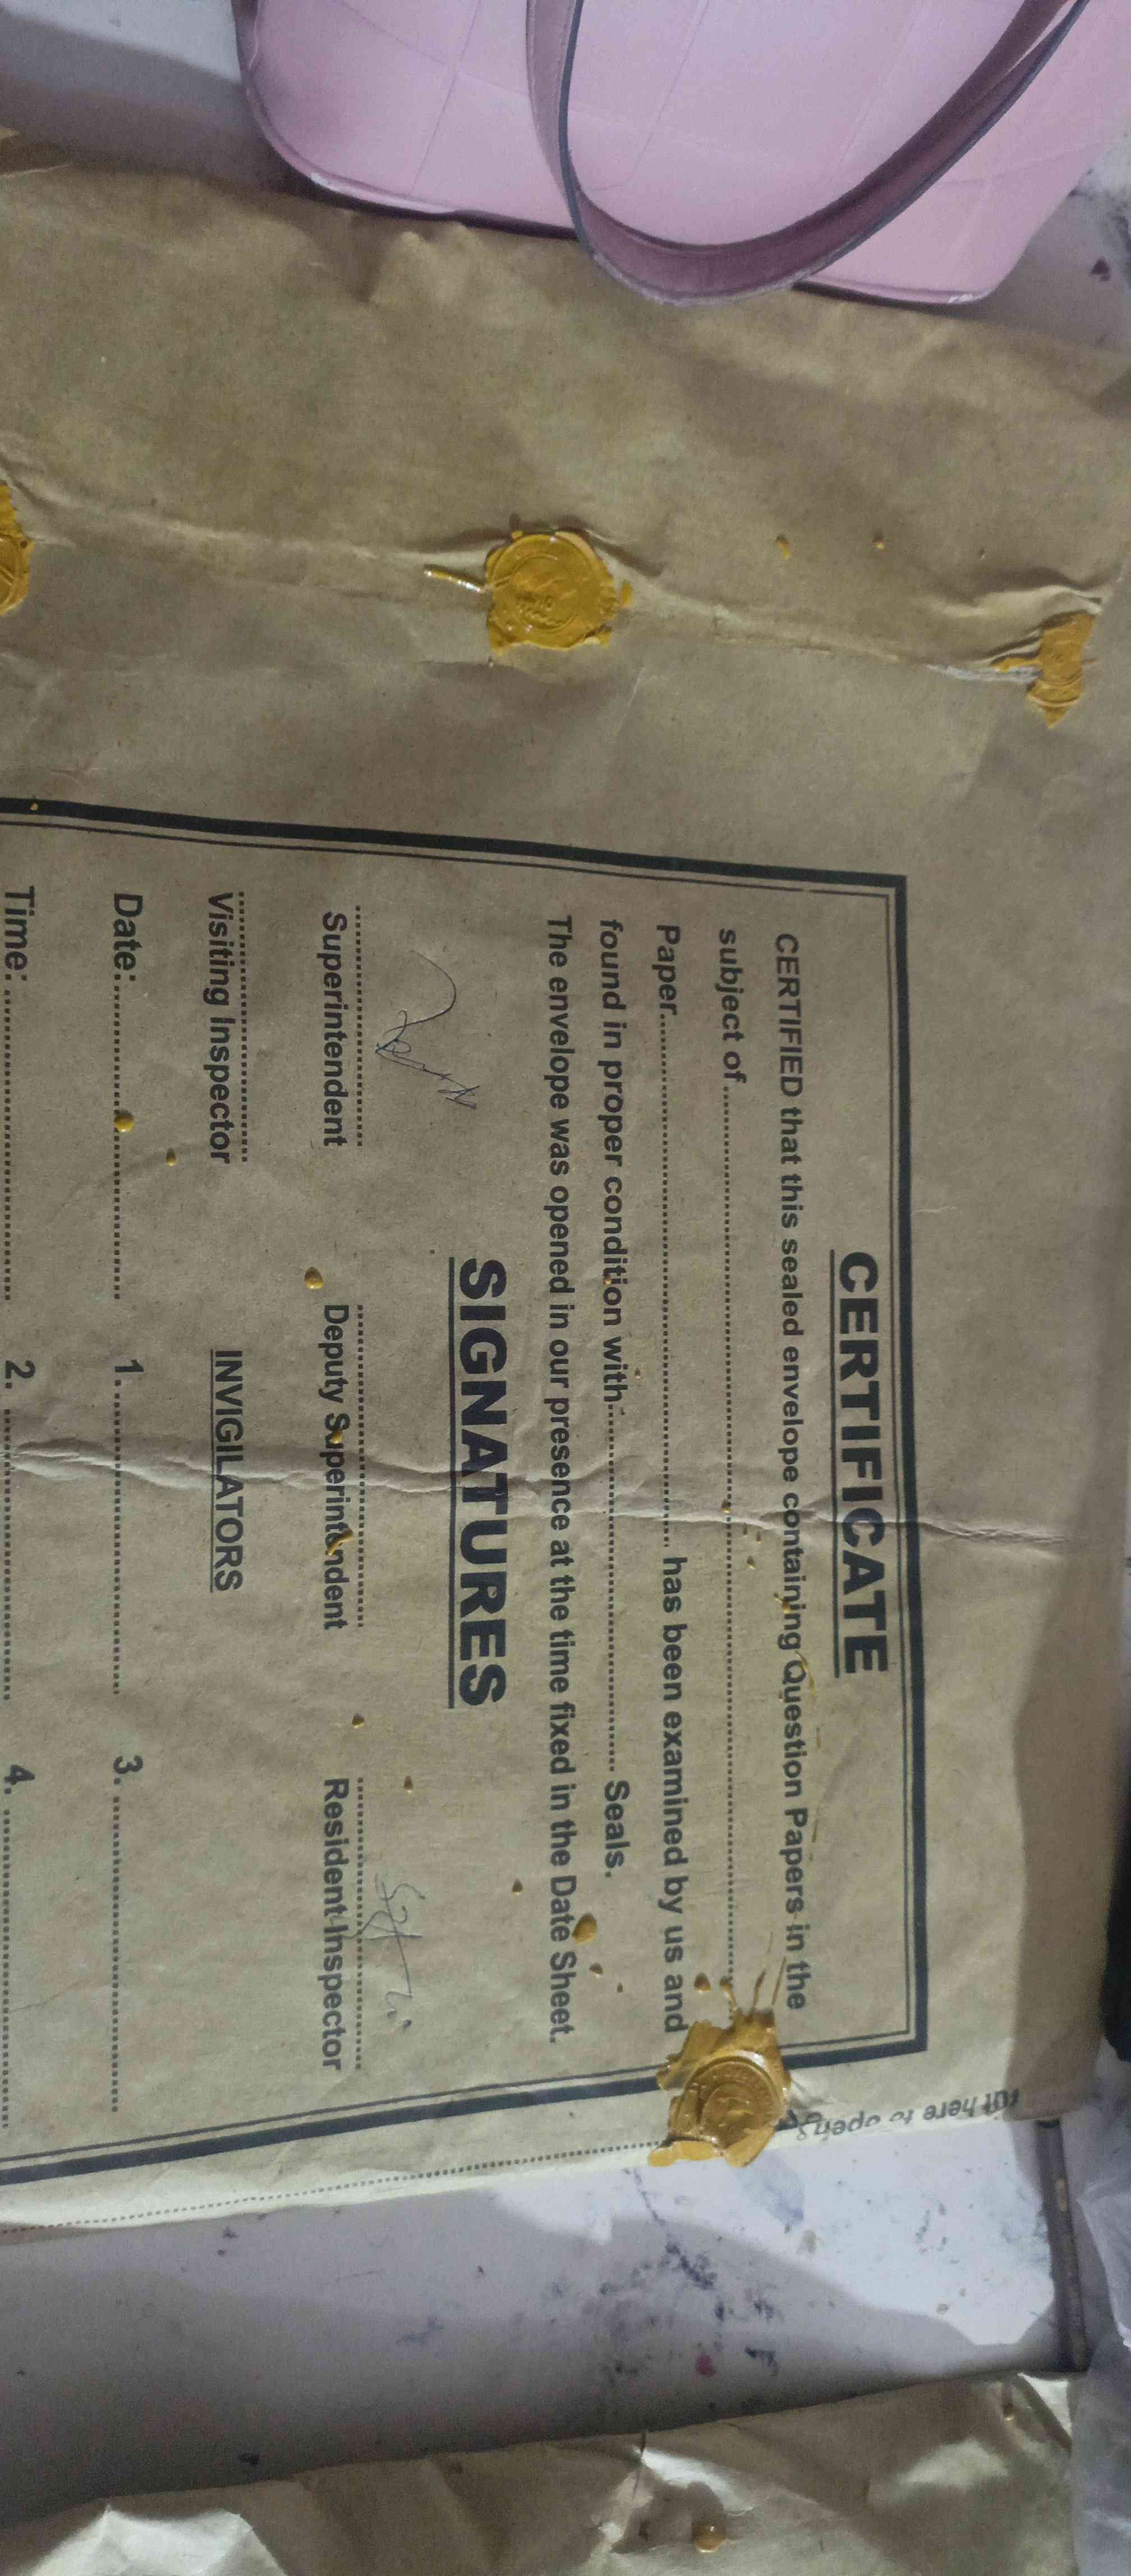 CERTIFICATE
CERTIFIED that this sealed envelope containing Question Papers in the
subject of ........................................................................
Paper.................................................. has been examined by us and
found in proper condition with.............................. Seals.
The envelope was opened in our presence at the time fixed in the Date Sheet.
SIGNATURES
Superintendent Deputy Superintendent Resident Inspector
Visiting Inspector INVIGILATORS
Date:.............................. 1. .............................. 3. ..............................
Time:.............................. 2. .............................. 4. ..............................
here to open